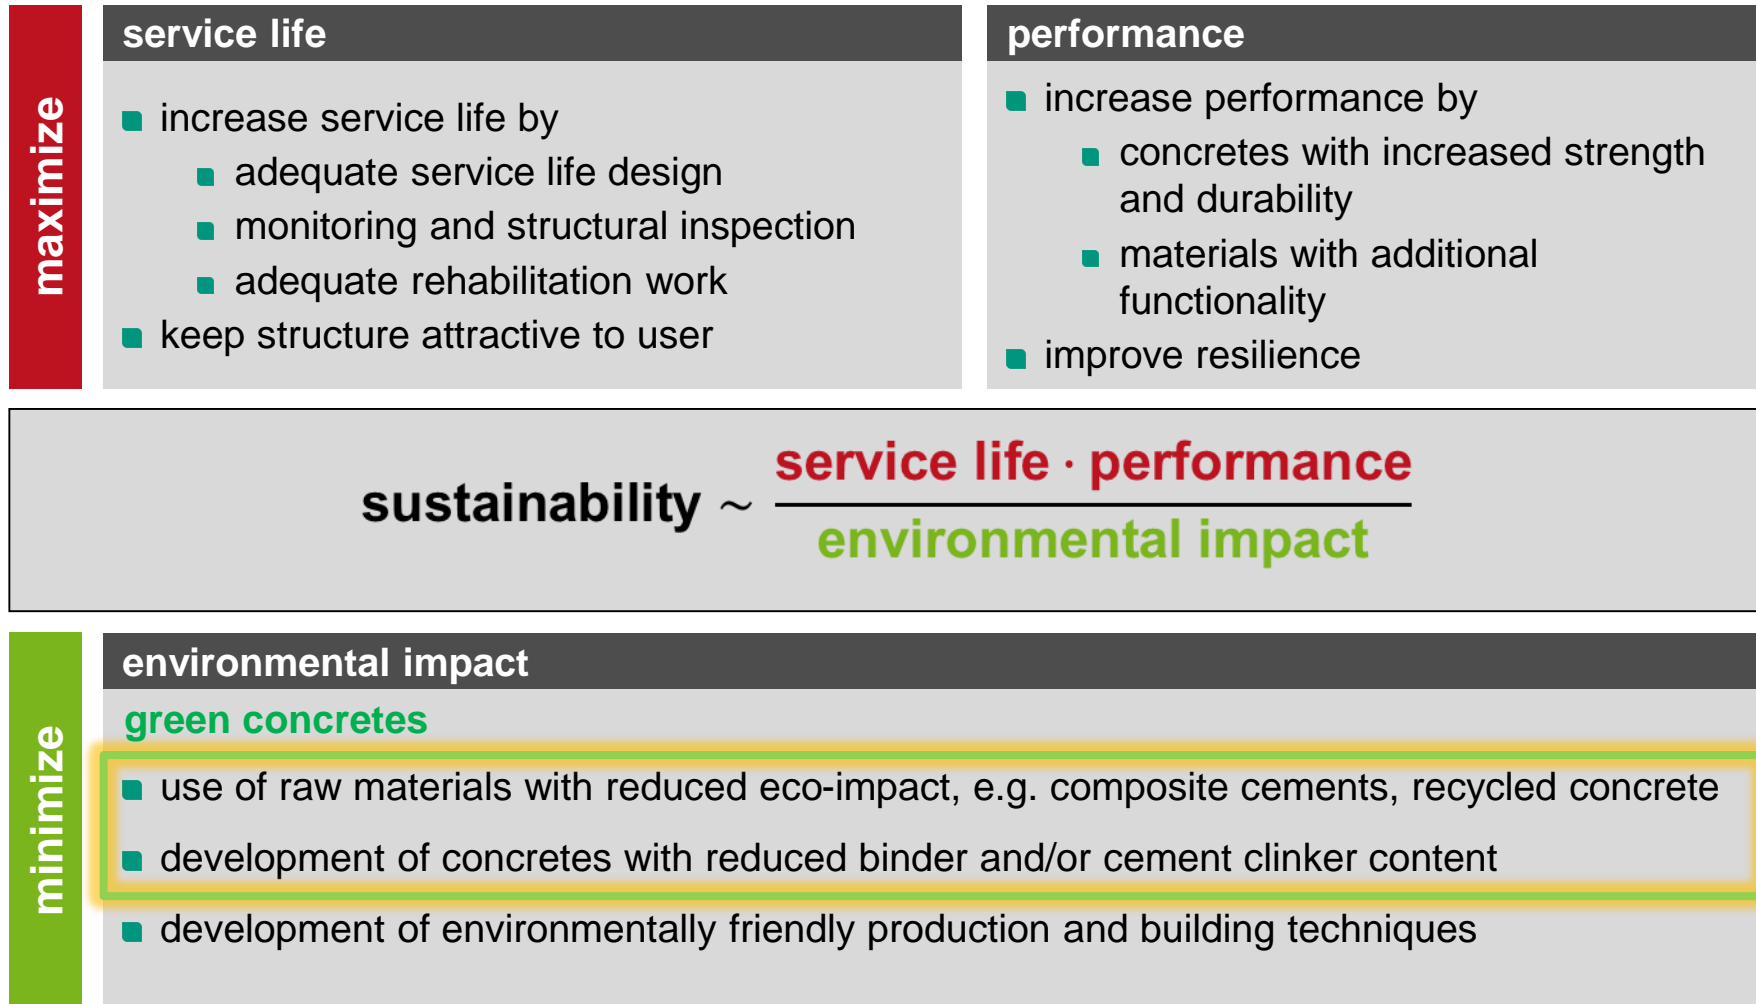 maximize
service life
increase service life by
adequate service life design
monitoring and structural inspection
adequate rehabilitation work
keep structure attractive to user
performance
increase performance by
concretes with increased strength
and durability
materials with additional
functionality
improve resilience
sustainability ~ service life · performance
environmental impact
minimize
environmental impact
green concretes
use of raw materials with reduced eco-impact, e.g. composite cements, recycled concrete
development of concretes with reduced binder and/or cement clinker content
development of environmentally friendly production and building techniques